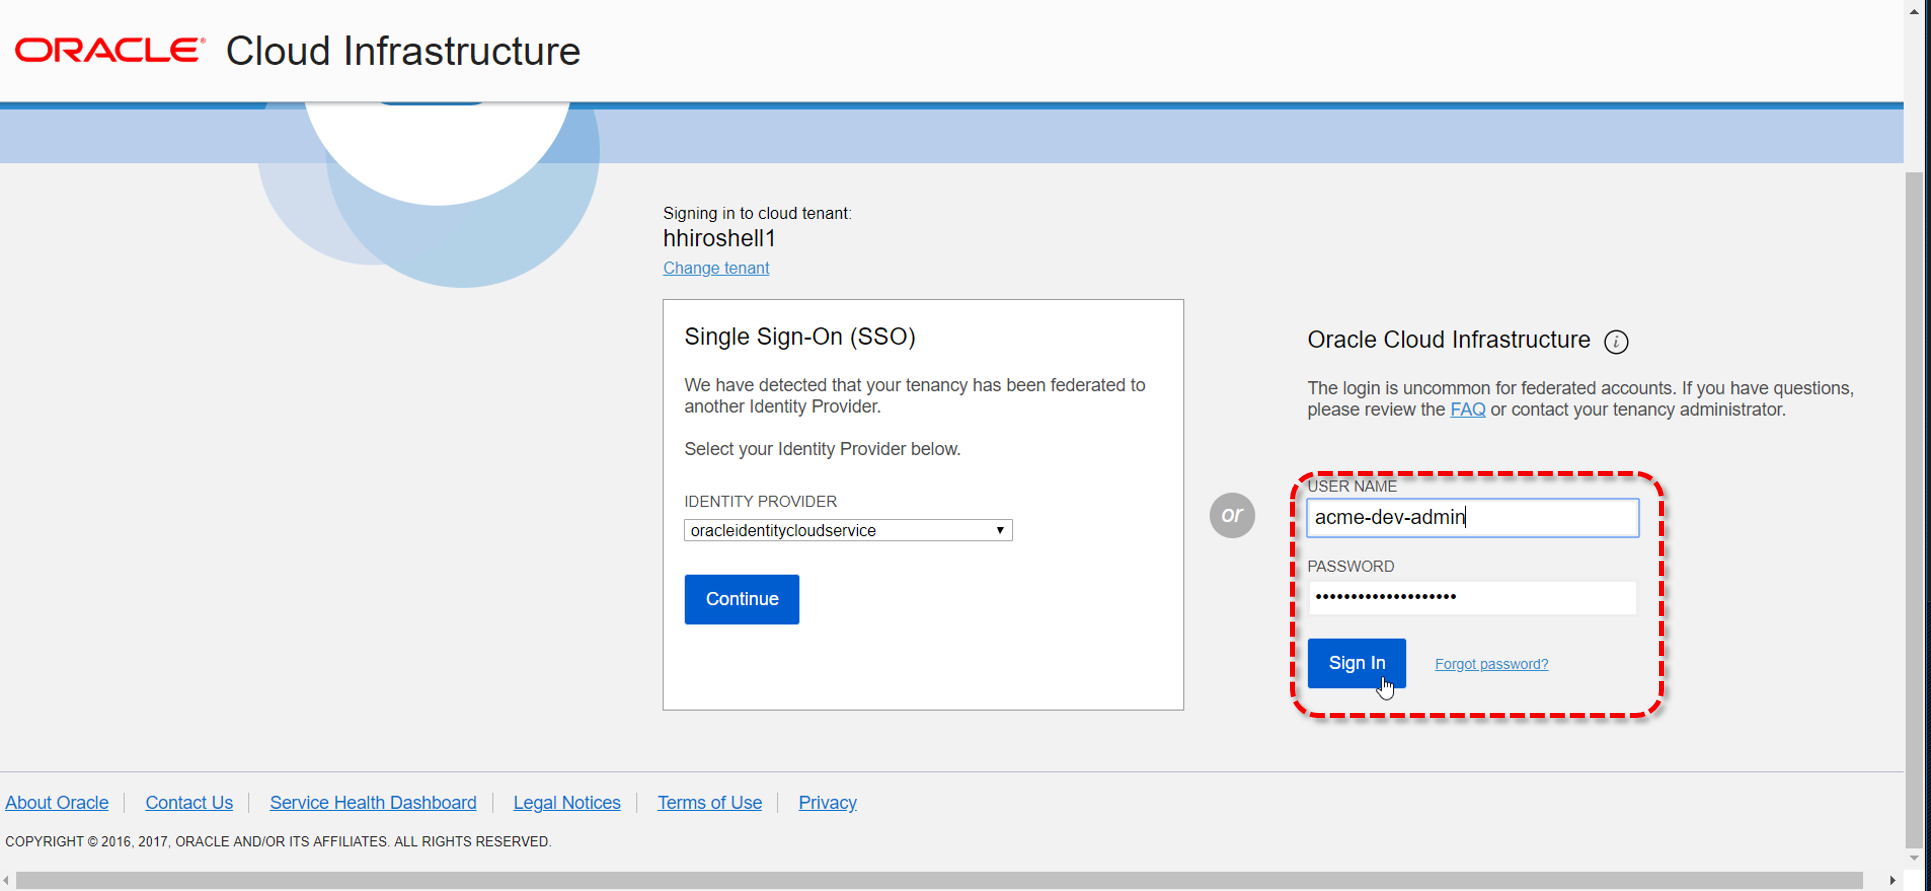 ORACLE® Cloud Infrastructure
Signing in to cloud tenant:
hhiroshell1
Change tenant
Single Sign-On (SSO)
We have detected that your tenancy has been federated to
another Identity Provider.
Select your Identity Provider below.
IDENTITY PROVIDER
oracleidentitycloudservice
Continue
or
Oracle Cloud Infrastructure i
The login is uncommon for federated accounts. If you have questions,
please review the FAQ or contact your tenancy administrator.
USER NAME
acme-dev-admin
PASSWORD
••••••••••••••••••••
Sign In Forgot password?
About Oracle Contact Us Service Health Dashboard Legal Notices Terms of Use Privacy
COPYRIGHT © 2016, 2017, ORACLE AND/OR ITS AFFILIATES. ALL RIGHTS RESERVED.